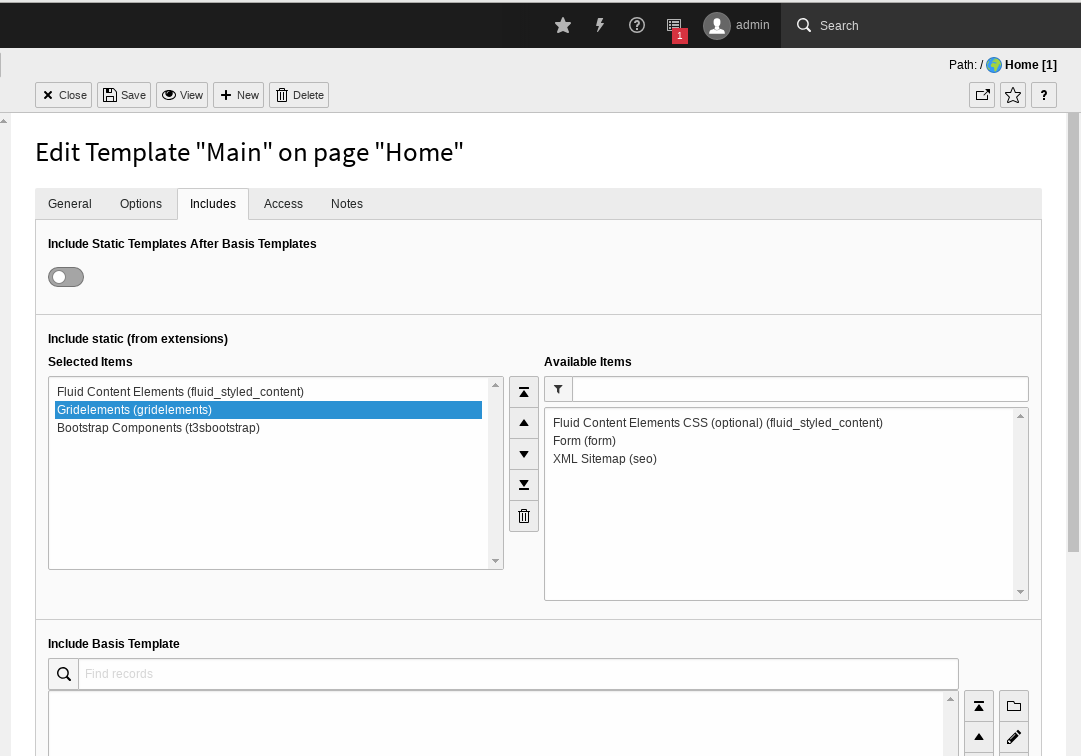 1
admin
Search
Path: / Home [1]
Close
Save
View
New
Delete
?
Edit Template "Main" on page "Home"
General
Options
Includes
Access
Notes
Include Static Templates After Basis Templates
Include static (from extensions)
Selected Items
Available Items
Fluid Content Elements (fluid_styled_content)
Gridelements (gridelements)
Bootstrap Components (t3sbootstrap)
Fluid Content Elements CSS (optional) (fluid_styled_content)
Form (form)
XML Sitemap (seo)
Include Basis Template
Find records